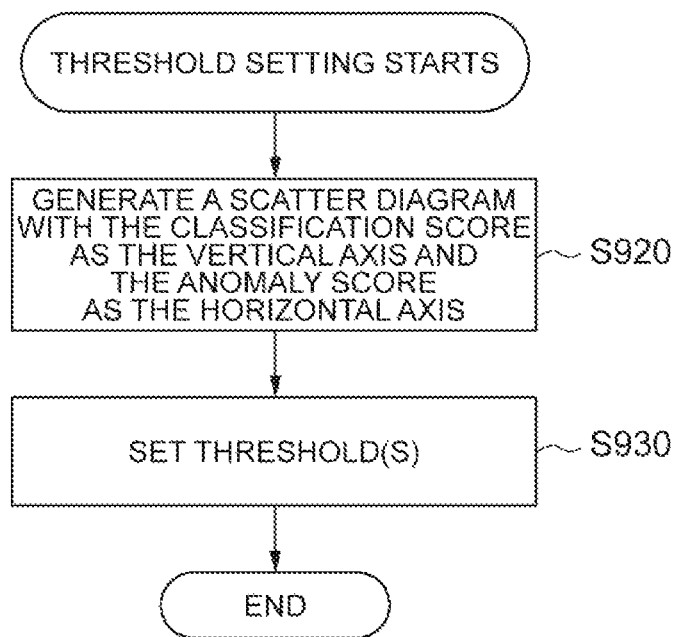 THRESHOLD SETTING STARTS
GENERATE A SCATTER DIAGRAM
WITH THE CLASSIFICATION SCORE
AS THE VERTICAL AXIS AND
THE ANOMALY SCORE
AS THE HORIZONTAL AXIS
S920
SET THRESHOLD(S)
S930
END